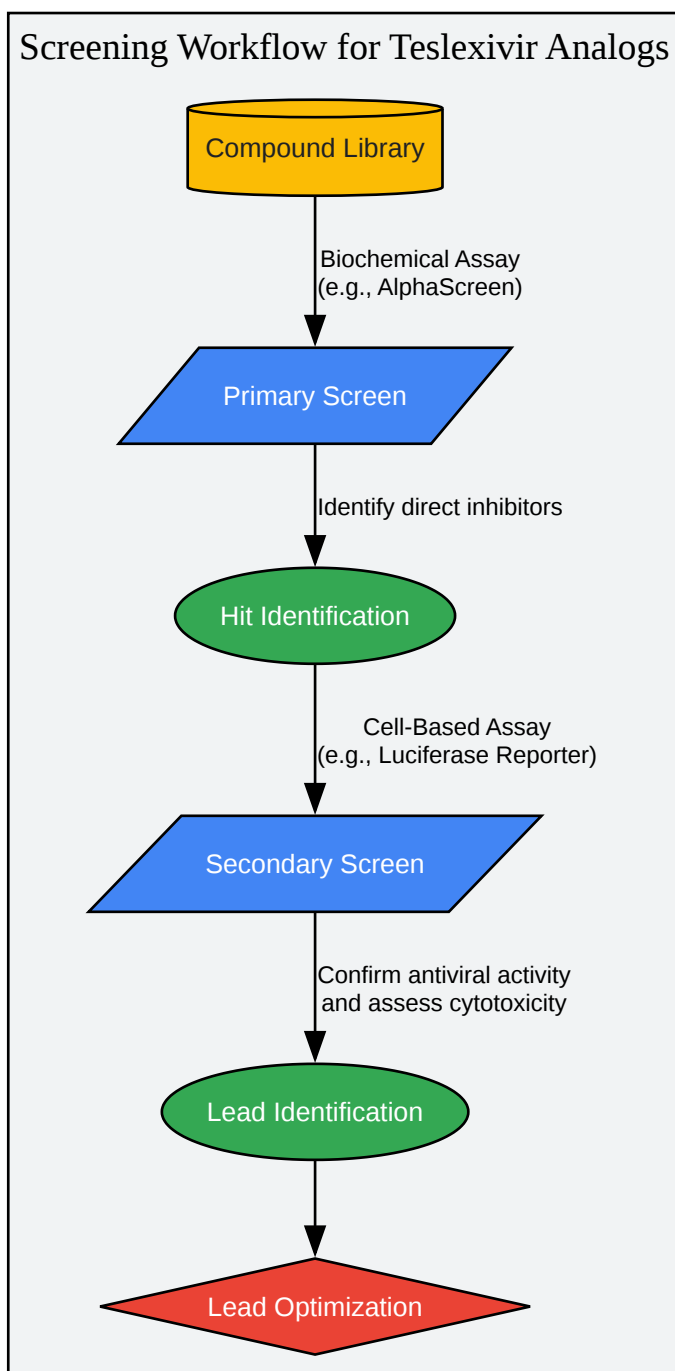 Screening Workflow for Teslexivir Analogs
Compound Library
Biochemical Assay
(e.g., AlphaScreen)
Primary Screen
Identify direct inhibitors
Hit Identification
Cell-Based Assay
(e.g., Luciferase Reporter)
Secondary Screen
Confirm antiviral activity
and assess cytotoxicity
Lead Identification
Lead Optimization